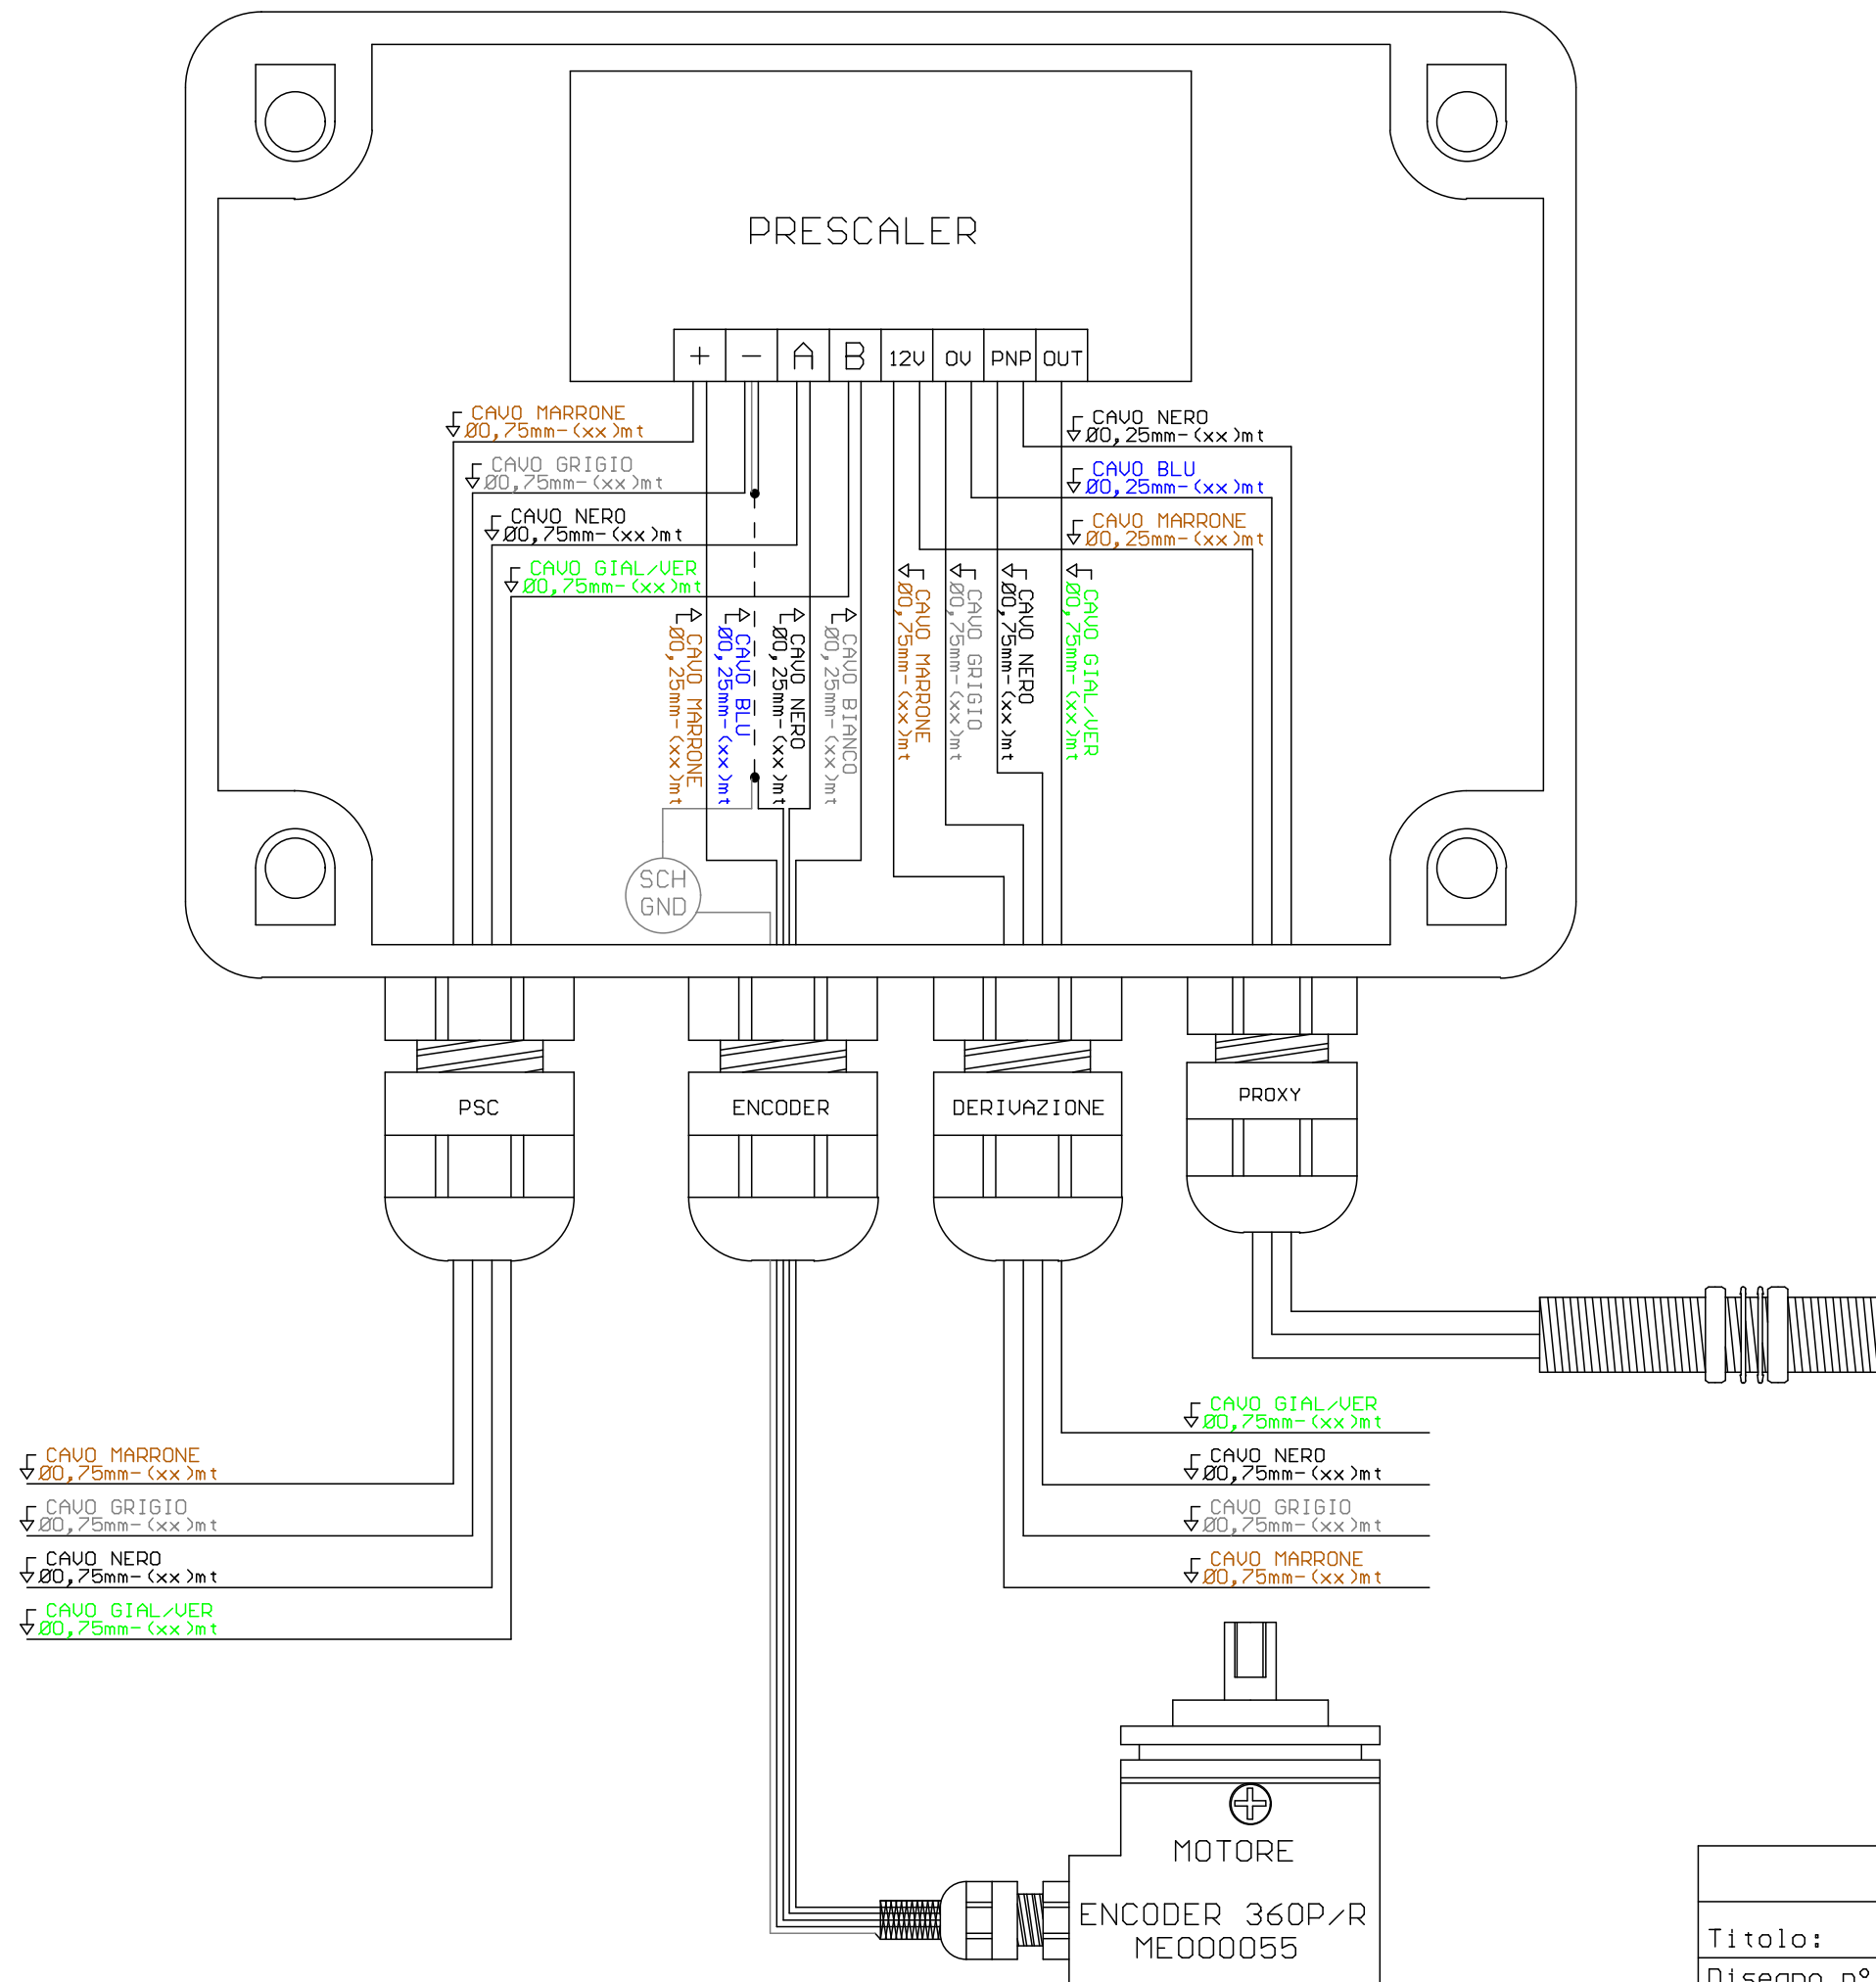 PRESCALER
+ - A B 12V 0V PNP OUT
CAVO MARRONE
Ø0,75mm-(xx)mt
CAVO GRIGIO
Ø0,75mm-(xx)mt
CAVO NERO
Ø0,75mm-(xx)mt
CAVO GIAL/VER
Ø0,75mm-(xx)mt
CAVO NERO
Ø0,25mm-(xx)mt
CAVO BLU
Ø0,25mm-(xx)mt
CAVO MARRONE
Ø0,25mm-(xx)mt
CAVO MARRONE
Ø0,25mm-(xx)mt
CAVO BLU
Ø0,25mm-(xx)mt
CAVO NERO
Ø0,25mm-(xx)mt
CAVO BIANCO
Ø0,25mm-(xx)mt
CAVO MARRONE
Ø0,75mm-(xx)mt
CAVO GRIGIO
Ø0,75mm-(xx)mt
CAVO NERO
Ø0,75mm-(xx)mt
CAVO GIAL/VER
Ø0,75mm-(xx)mt
SCH
GND
PSC
ENCODER
DERIVAZIONE
PROXY
CAVO MARRONE
Ø0,75mm-(xx)mt
CAVO GRIGIO
Ø0,75mm-(xx)mt
CAVO NERO
Ø0,75mm-(xx)mt
CAVO GIAL/VER
Ø0,75mm-(xx)mt
CAVO GIAL/VER
Ø0,75mm-(xx)mt
CAVO NERO
Ø0,75mm-(xx)mt
CAVO GRIGIO
Ø0,75mm-(xx)mt
CAVO MARRONE
Ø0,75mm-(xx)mt
MOTORE
ENCODER 360P/R
ME000055
Titolo:
Disegno n°